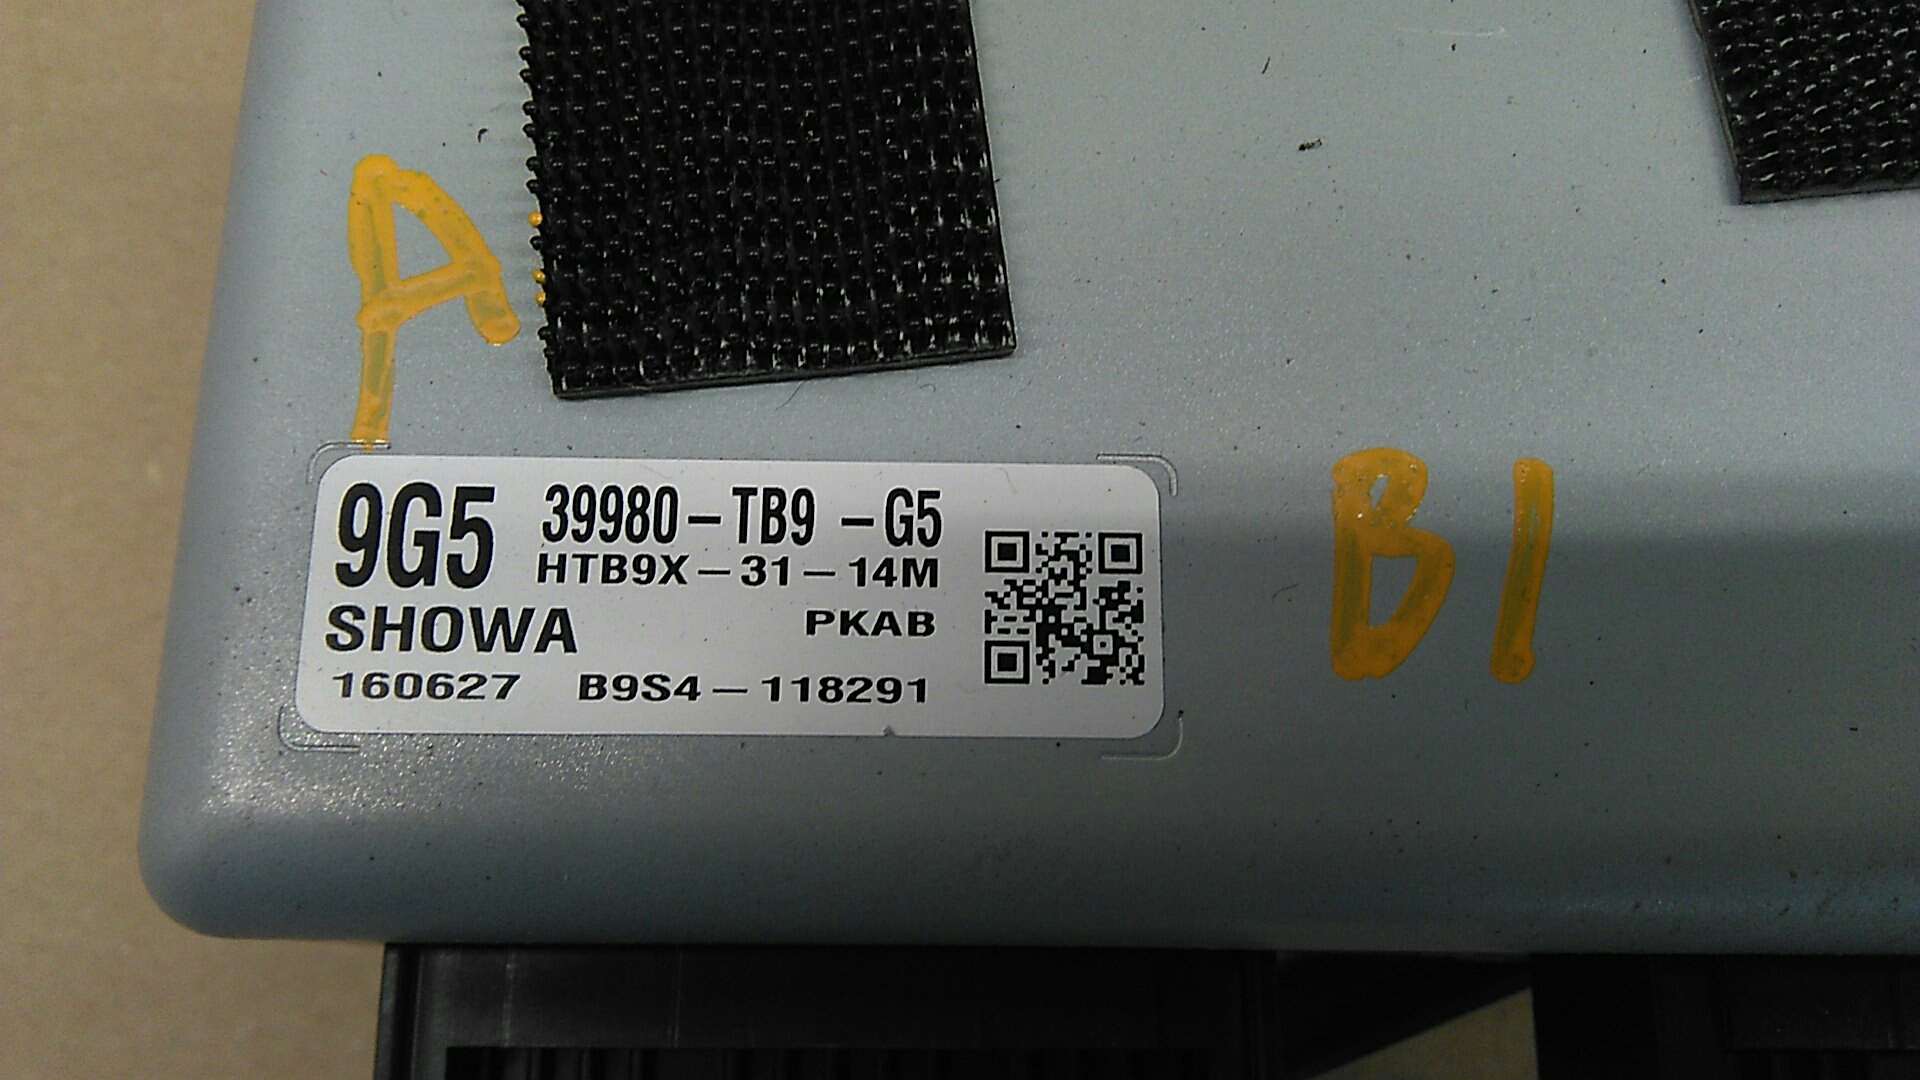 A
9G5 39980-TB9 -G5
HTB9X-31-14M
SHOWA PKAB
160627 B9S4-118291
B1